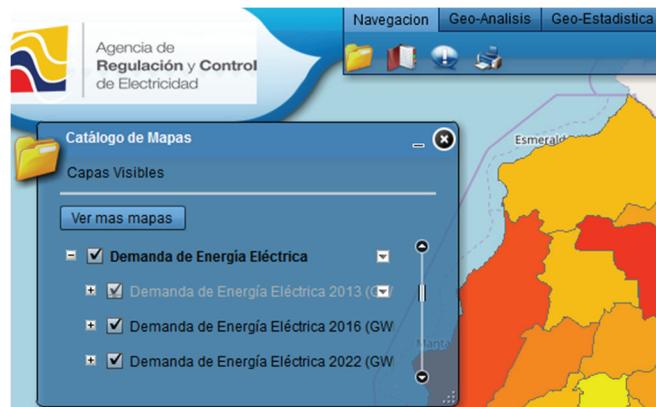 Navegacion Geo-Analisis Geo-Estadistica
Agencia de
Regulación y Control
de Electricidad
Catálogo de Mapas
Capas Visibles
Ver mas mapas
Demanda de Energía Eléctrica
Demanda de Energía Eléctrica 2013 (GW
Demanda de Energía Eléctrica 2016 (GW
Demanda de Energía Eléctrica 2022 (GW
Manta